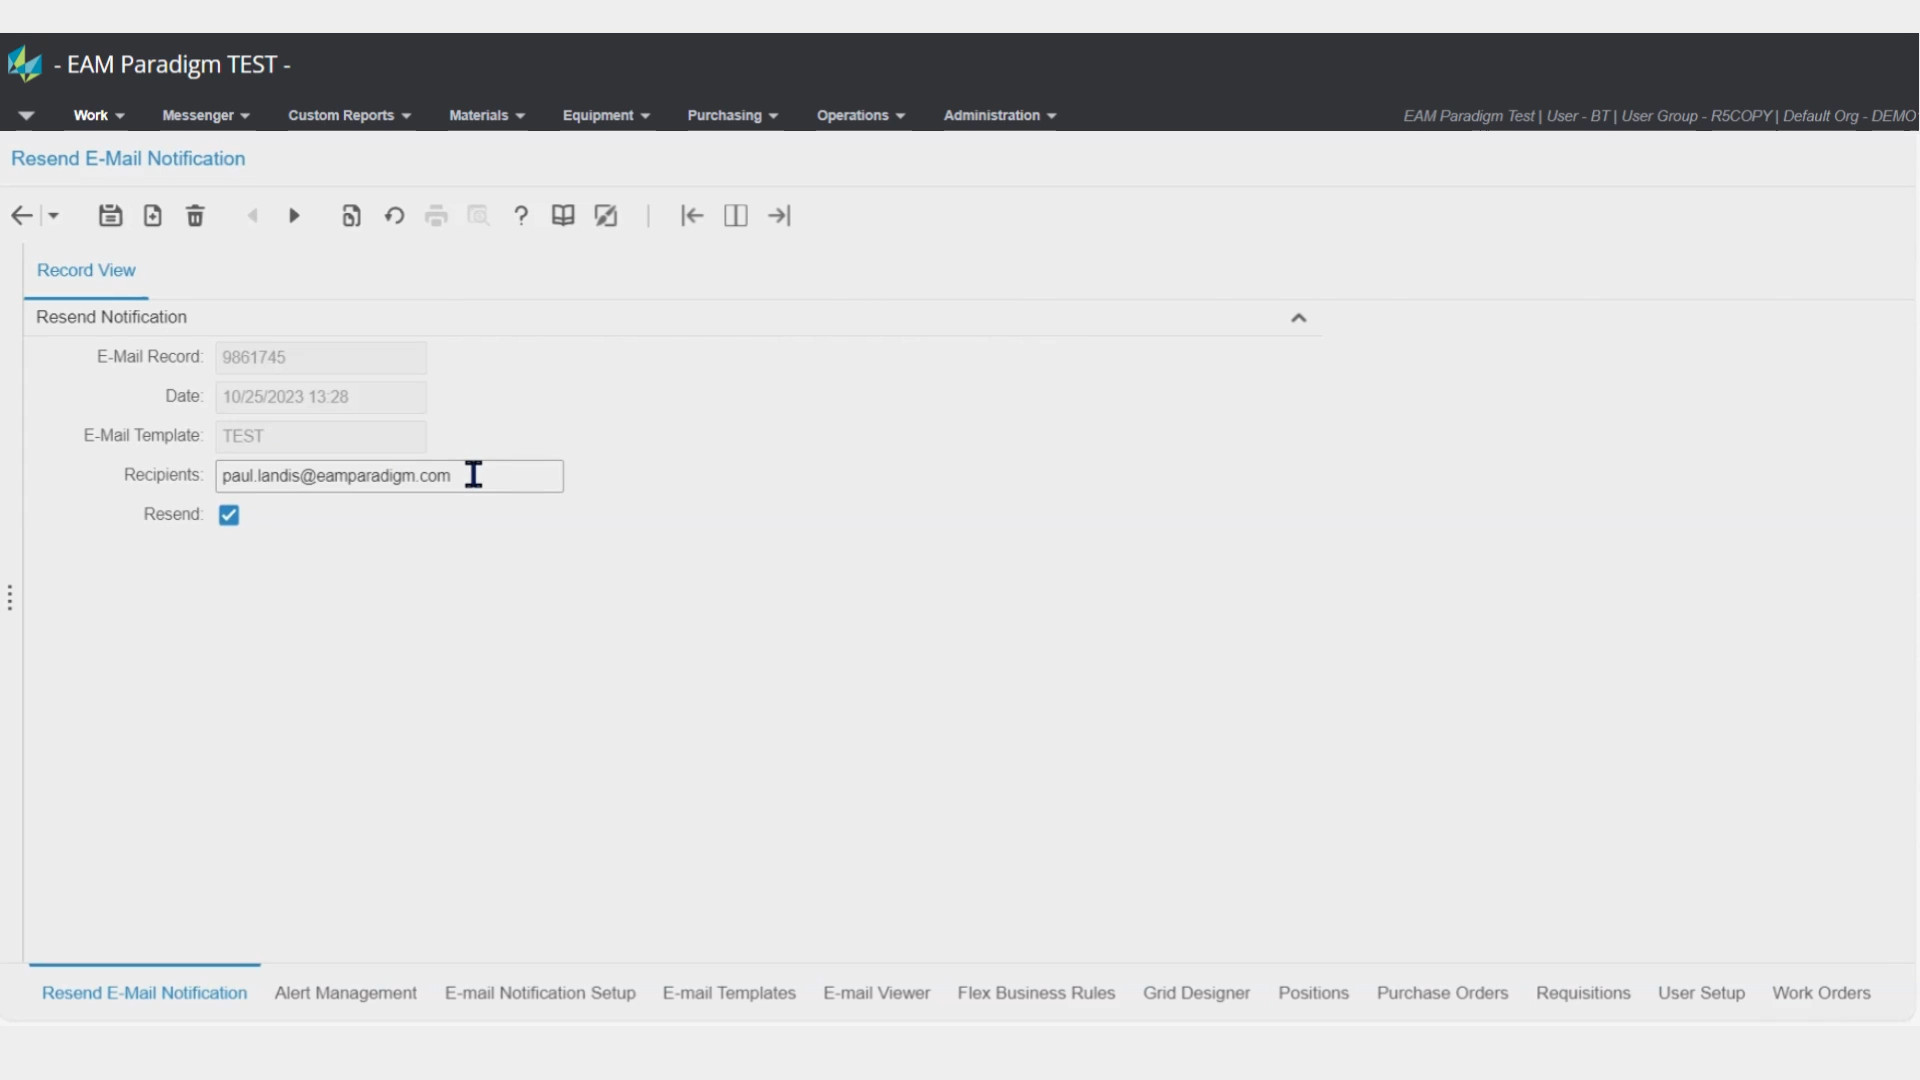 - EAM Paradigm TEST -
Work Messenger Custom Reports Materials Equipment Purchasing Operations Administration EAM Paradigm Test | User - BT | User Group - R5COPY | Default Org - DEMO
Resend E-Mail Notification
Record View
Resend Notification
E-Mail Record: 9861745
Date: 10/25/2023 13:28
E-Mail Template: TEST
Recipients: paul.landis@eamparadigm.com
Resend:
Resend E-Mail Notification Alert Management E-mail Notification Setup E-mail Templates E-mail Viewer Flex Business Rules Grid Designer Positions Purchase Orders Requisitions User Setup Work Orders